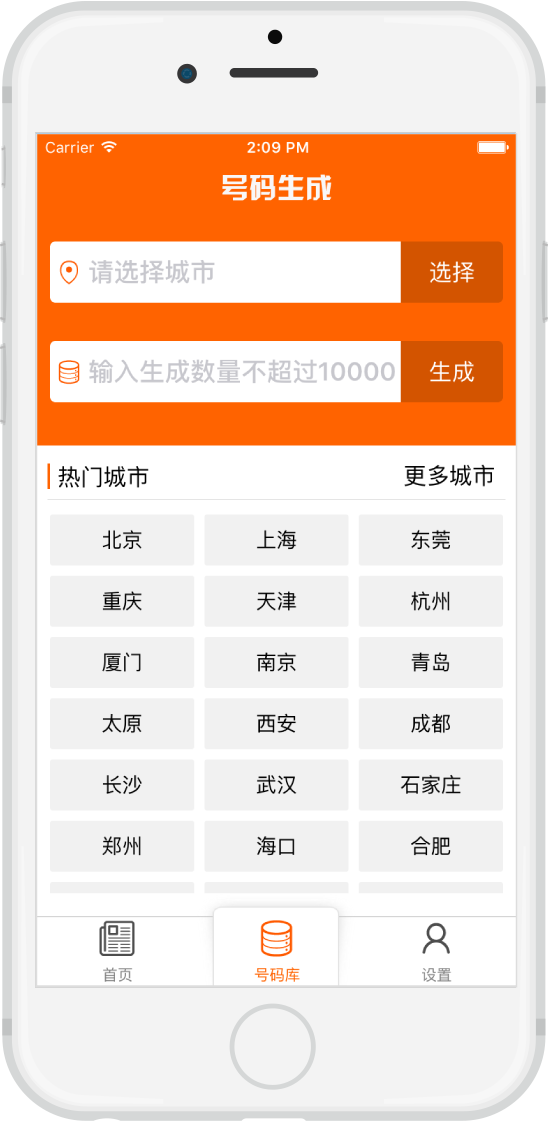 Carrier 2:09 PM
号码生成
请选择城市 选择
输入生成数量不超过10000 生成
热门城市 更多城市
北京 上海 东莞
重庆 天津 杭州
厦门 南京 青岛
太原 西安 成都
长沙 武汉 石家庄
郑州 海口 合肥
首页 号码库 设置